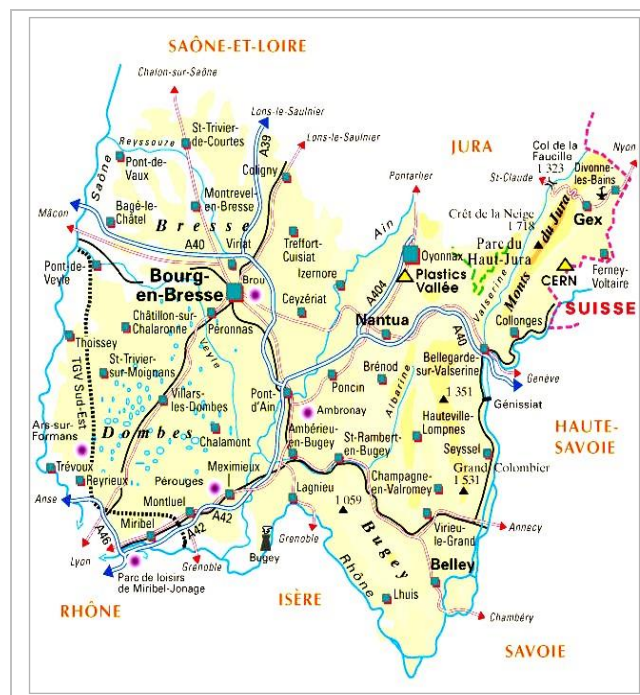 SAÔNE-ET-LOIRE
Chalon-sur-Saône
Lons-le-Saulnier
A39
Lons-le-Saulnier
JURA
Saône
Reyssouze
St-Trivier-
de-Courtes
Pont-de-
Vaux
Coligny
Pontarlier
St-Claude
Col de la
Faucille
1 323
Divonne-
les-Bains
Nyon
Bagé-le-
Châtel
Montrevel-
en-Bresse
Mâcon
Bresse
A40
Viriat
Treffort-
Cuisiat
Ain
Crêt de la Neige
1 718
Gex
Oyonnax
Parc du
Haut-Jura
Monts du Jura
Valserine
Pont-de-
Veyle
Bourg-
en-Bresse
Brou
Izernore
A404
Plastics
Vallée
CERN
Ferney-
Voltaire
SUISSE
Ceyzériat
Nantua
Châtillon-sur-
Chalaronne
Péronnas
Veyle
A40
Collonges
Thoissey
TGV Sud-Est
St-Trivier-
sur-Moignans
Villars-
les-Dombes
Pont-
d'Ain
Poncin
Brénod
Albarine
Bellegarde-
sur-Valserine
Genève
1 351
Génissiat
Ars-sur-
Formans
Dombes
Chalamont
Ambronay
Ambérieu-
en-Bugey
St-Rambert-
en-Bugey
Hauteville-
Lompnes
HAUTE-
SAVOIE
Seyssel
Trévoux
Reyrieux
Pérouges
Meximieux
Lagnieu
Champagne-
en-Valromey
Grand Colombier
1 531
Anse
Montluel
A42
1 059
Miribel
A42
A46
Lyon
Grenoble
Bugey
Grenoble
Virieu-
le-Grand
Annecy
Bugey
Parc de loisirs
de Miribel-Jonage
Belley
RHÔNE
ISÈRE
Rhône
Lhuis
Chambéry
SAVOIE